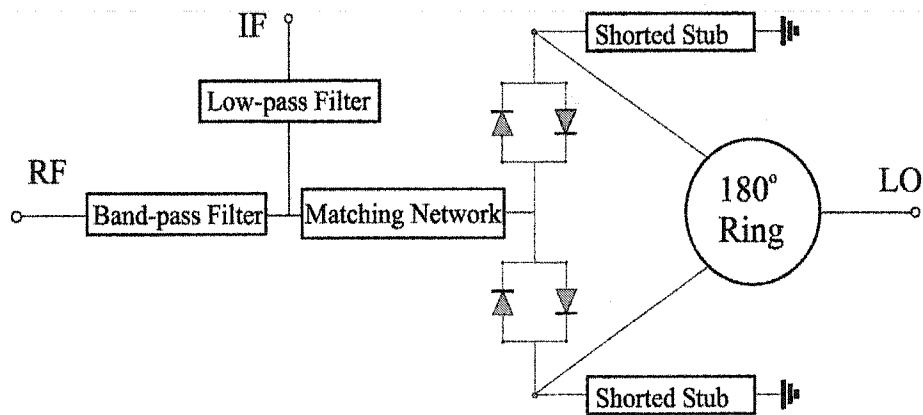 IF
Shorted Stub
Low-pass Filter
RF
Band-pass Filter
Matching Network
180° Ring
LO
Shorted Stub